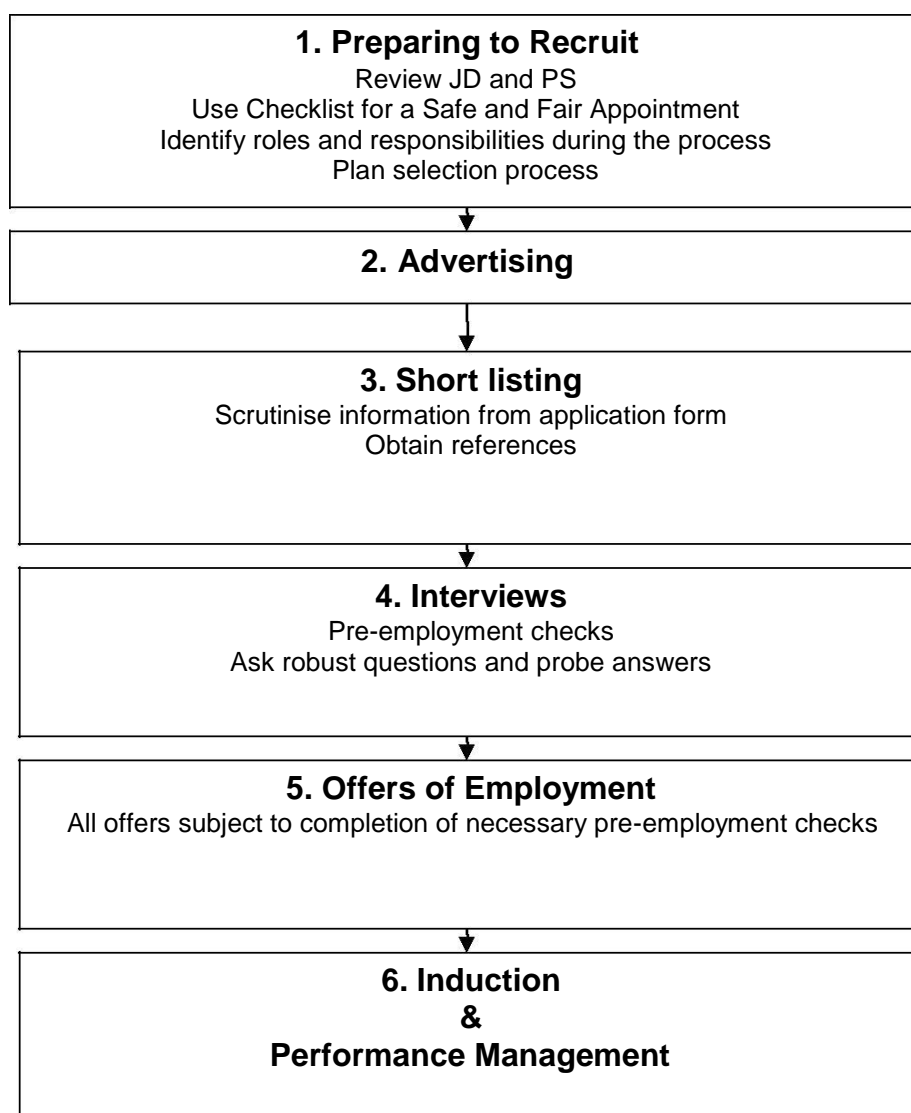 1. Preparing to Recruit
Review JD and PS
Use Checklist for a Safe and Fair Appointment
Identify roles and responsibilities during the process
Plan selection process
2. Advertising
3. Short listing
Scrutinise information from application form
Obtain references
4. Interviews
Pre-employment checks
Ask robust questions and probe answers
5. Offers of Employment
All offers subject to completion of necessary pre-employment checks
6. Induction
&
Performance Management